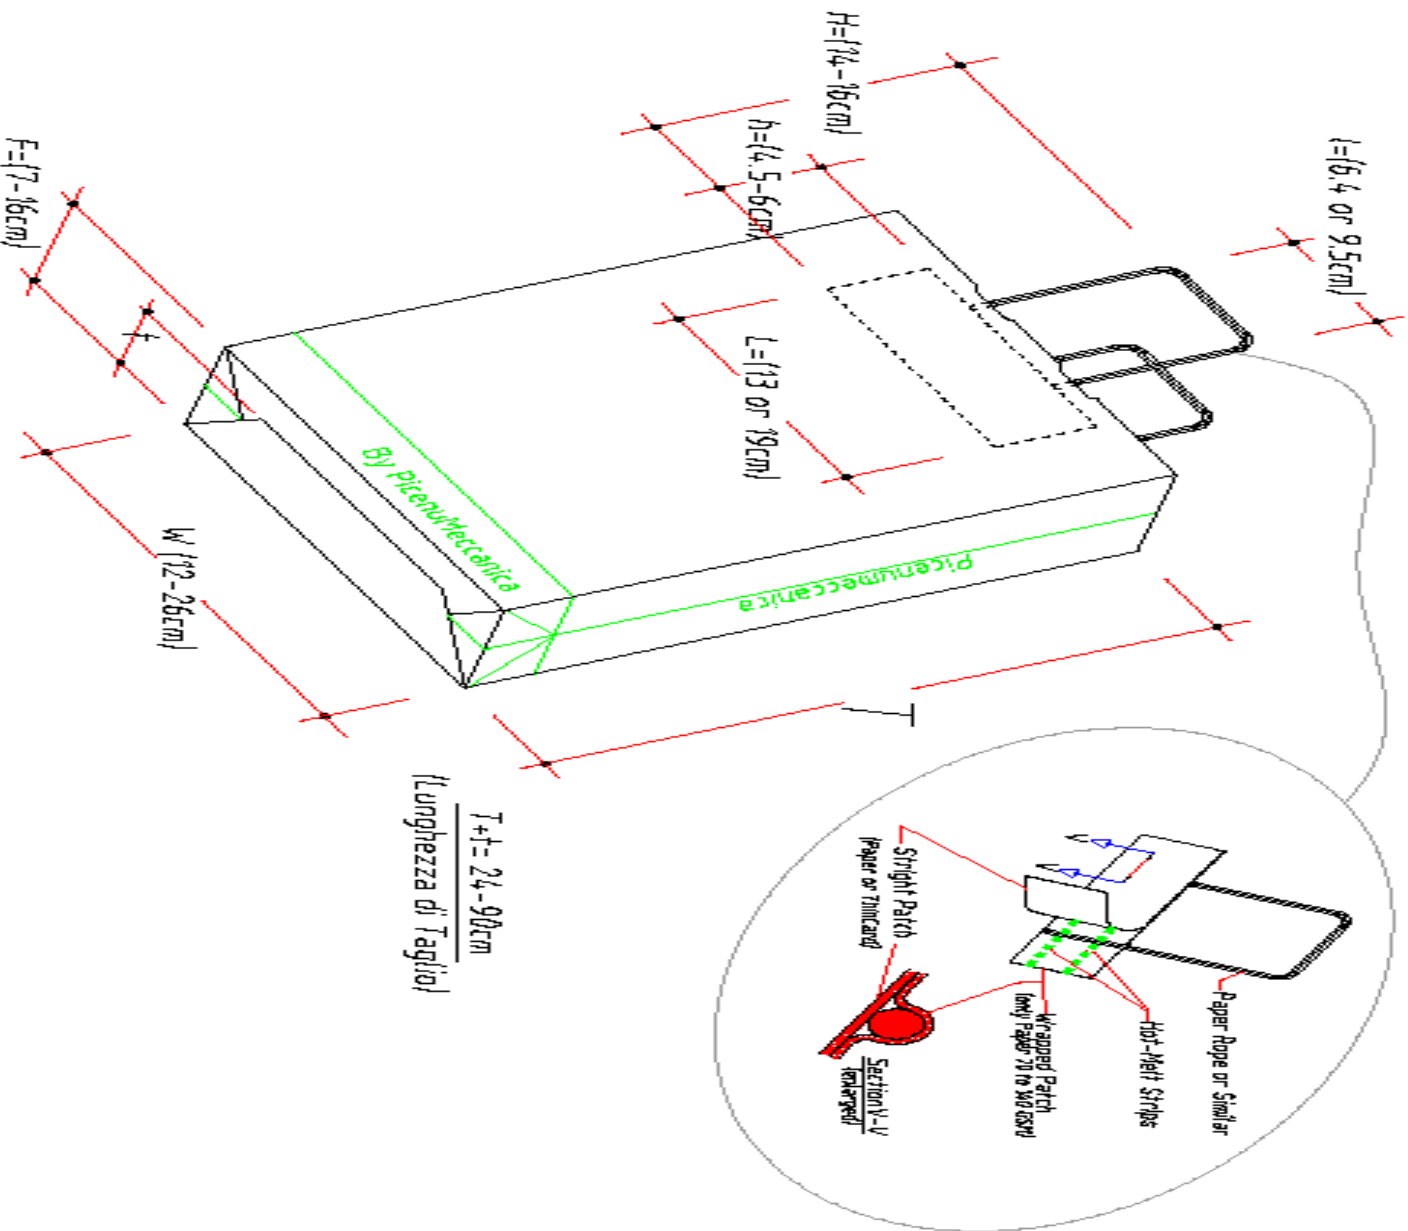 l=(6.4 or 9.5cm)
H=(14-16cm)
h=(4.5-6cm)
L=(13 or 19cm)
F=(7-16cm)
t
W (12-26cm)
T
By PicenuMeccanica
Picenumeccanica
T+t= 24-90cm
(Lunghezza di Taglio)
Paper Rope or Similar
Hot-Melt Strips
Wrapped Patch
(only Paper 70 to 140 GSM)
Stright Patch
(Paper or ThinCard)
V
V
Section V-V
(enlarged)